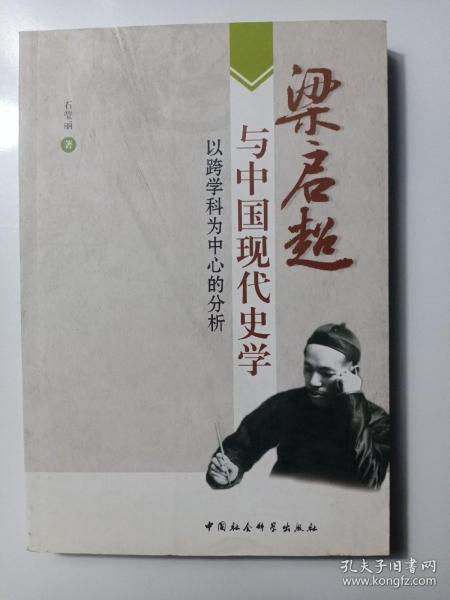 梁启超
与中国现代史学
以跨学科为中心的分析
石莹丽 著
中国社会科学出版社
孔夫子旧书网
www.kongfz.com